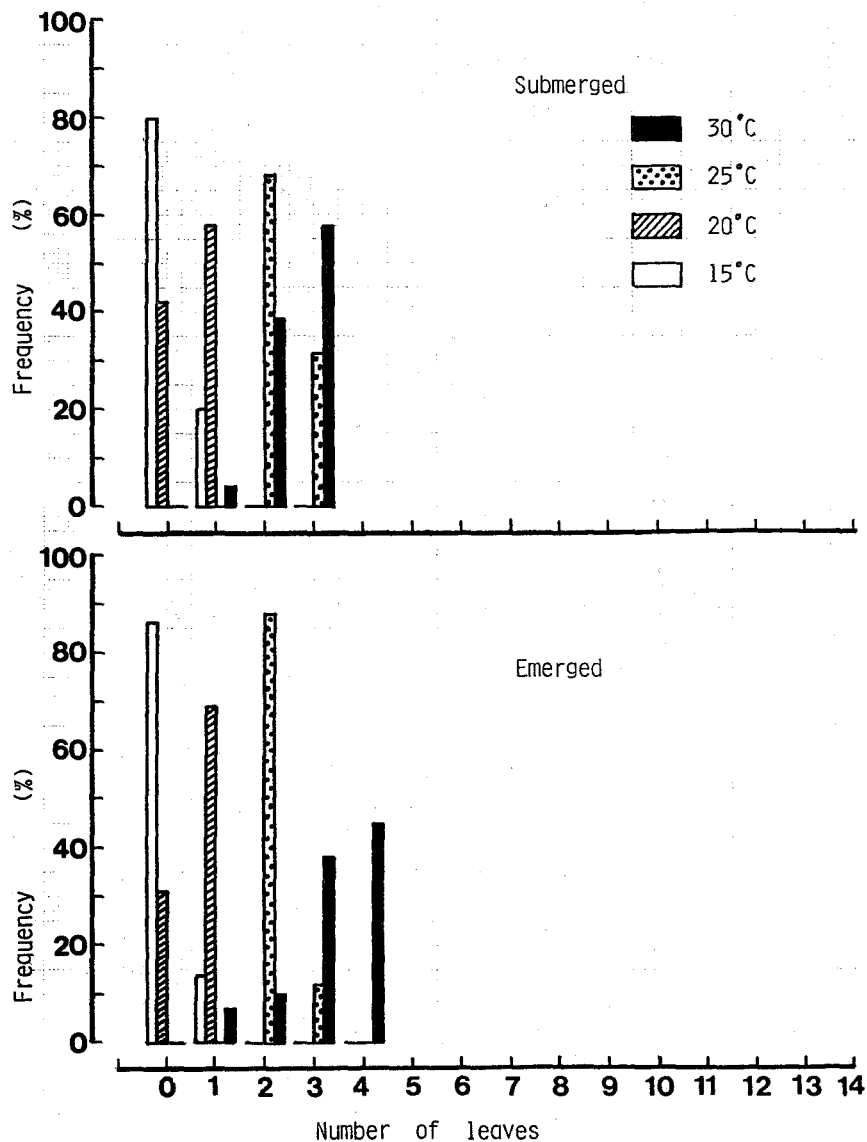 100
80
60
40
20
0
Frequency (%)
Submerged
30°C
25°C
20°C
15°C
100
80
60
40
20
0
Frequency (%)
Emerged
0 1 2 3 4 5 6 7 8 9 10 11 12 13 14
Number of leaves